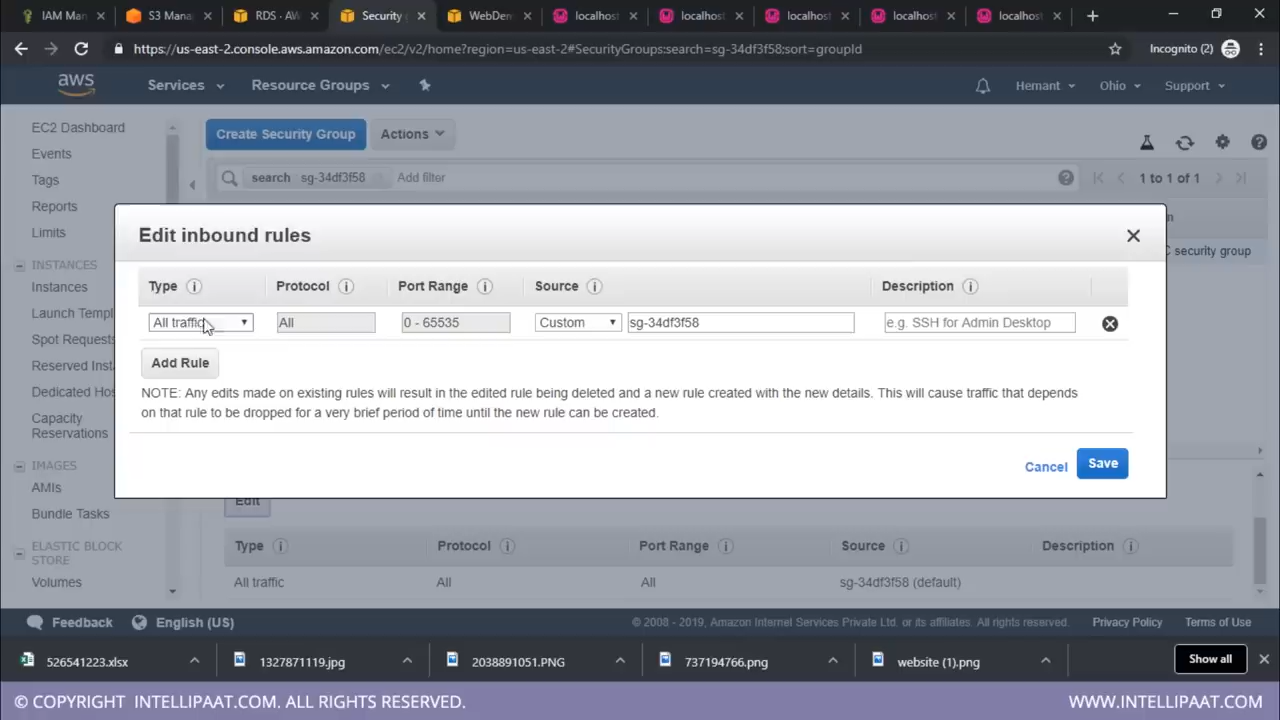 IAM Man
S3 Mana
RDS - AW
Security
WebDem
localhos
localhos
localhos
localhos
localhos
https://us-east-2.console.aws.amazon.com/ec2/v2/home?region=us-east-2#SecurityGroups:search=sg-34df3f58;sort=groupId
Incognito (2)
aws
Services
Resource Groups
Hemant
Ohio
Support
EC2 Dashboard
Events
Tags
Reports
Limits
INSTANCES
Instances
Launch Templ
Spot Requests
Reserved Inst
Dedicated Hos
Capacity
Reservations
IMAGES
AMIs
Bundle Tasks
ELASTIC BLOCK
STORE
Volumes
Create Security Group
Actions
search sg-34df3f58 Add filter
1 to 1 of 1
C security group
Edit inbound rules
Type Protocol Port Range Source Description
All traffic All 0 - 65535 Custom sg-34df3f58 e.g. SSH for Admin Desktop
Add Rule
NOTE: Any edits made on existing rules will result in the edited rule being deleted and a new rule created with the new details. This will cause traffic that depends
on that rule to be dropped for a very brief period of time until the new rule can be created.
Cancel Save
Edit
Type Protocol Port Range Source Description
All traffic All All sg-34df3f58 (default)
Feedback English (US)
© 2008 - 2019, Amazon Internet Services Private Ltd. or its affiliates. All rights reserved. Privacy Policy Terms of Use
526541223.xlsx 1327871119.jpg 2038891051.PNG 737194766.png website (1).png Show all
© COPYRIGHT INTELLIPAAT.COM. ALL RIGHTS RESERVED. WWW.INTELLIPAAT.COM